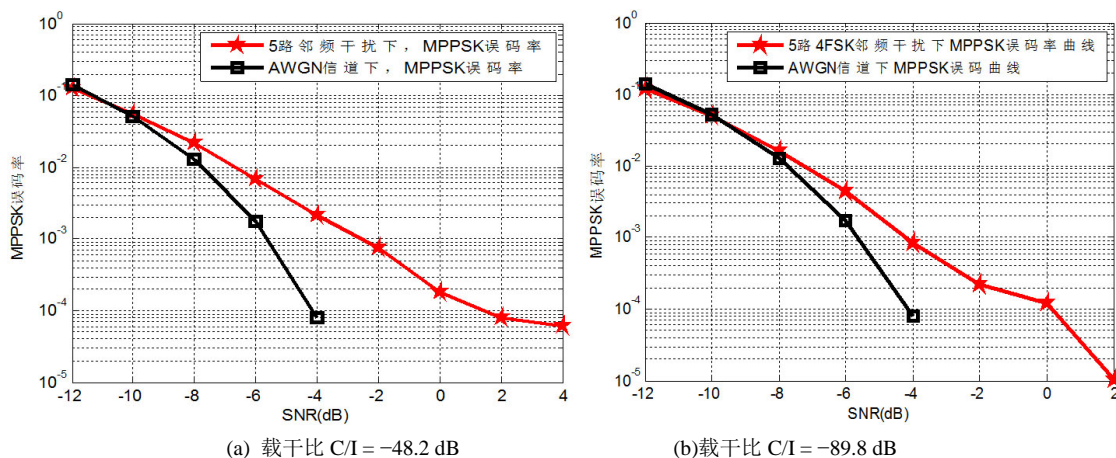 10⁰
10⁻¹
10⁻²
10⁻³
10⁻⁴
10⁻⁵
MPPSK误码率
5路邻频干扰下，MPPSK误码率
AWGN信道下，MPPSK误码率
-12 -10 -8 -6 -4 -2 0 2 4
SNR(dB)
(a) 载干比 C/I = −48.2 dB
10⁰
10⁻¹
10⁻²
10⁻³
10⁻⁴
10⁻⁵
MPPSK误码率
5路 4FSK邻频干扰下MPPSK误码率曲线
AWGN信道下MPPSK误码曲线
-12 -10 -8 -6 -4 -2 0 2
SNR(dB)
(b)载干比 C/I = −89.8 dB